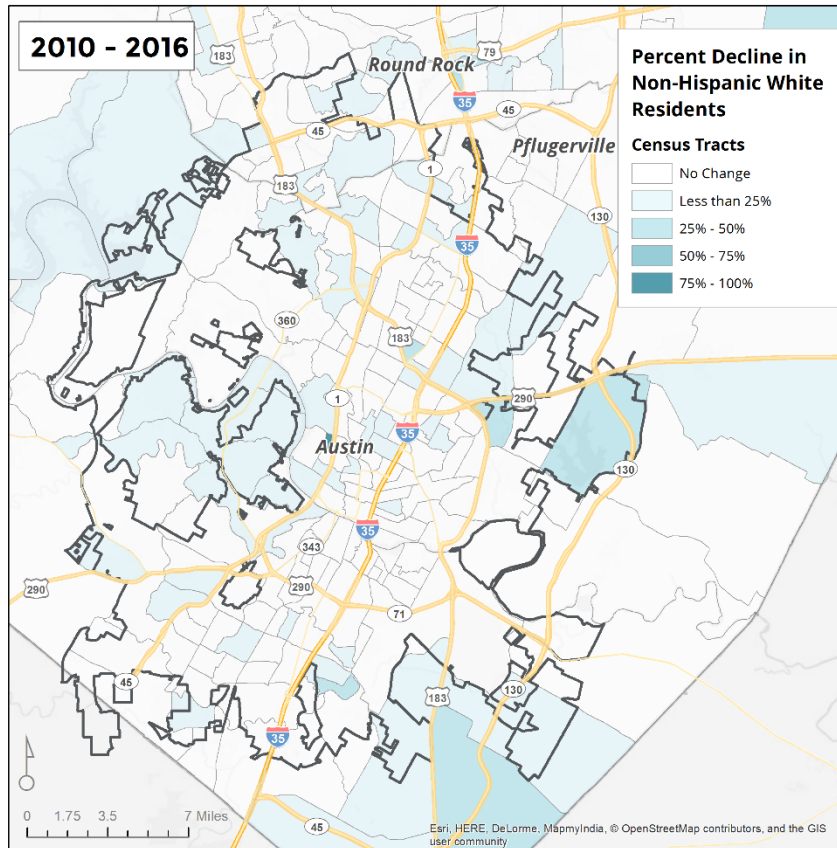 2010 - 2016
Percent Decline in
Non-Hispanic White
Residents
Census Tracts
No Change
Less than 25%
25% - 50%
50% - 75%
75% - 100%
183
79
Round Rock
35
45
45
Pflugerville
183
1
130
35
360
183
1
290
Austin
35
130
35
343
290
290
71
45
183
130
35
45
0 1.75 3.5 7 Miles
Esri, HERE, DeLorme, MapmyIndia, © OpenStreetMap contributors, and the GIS
user community